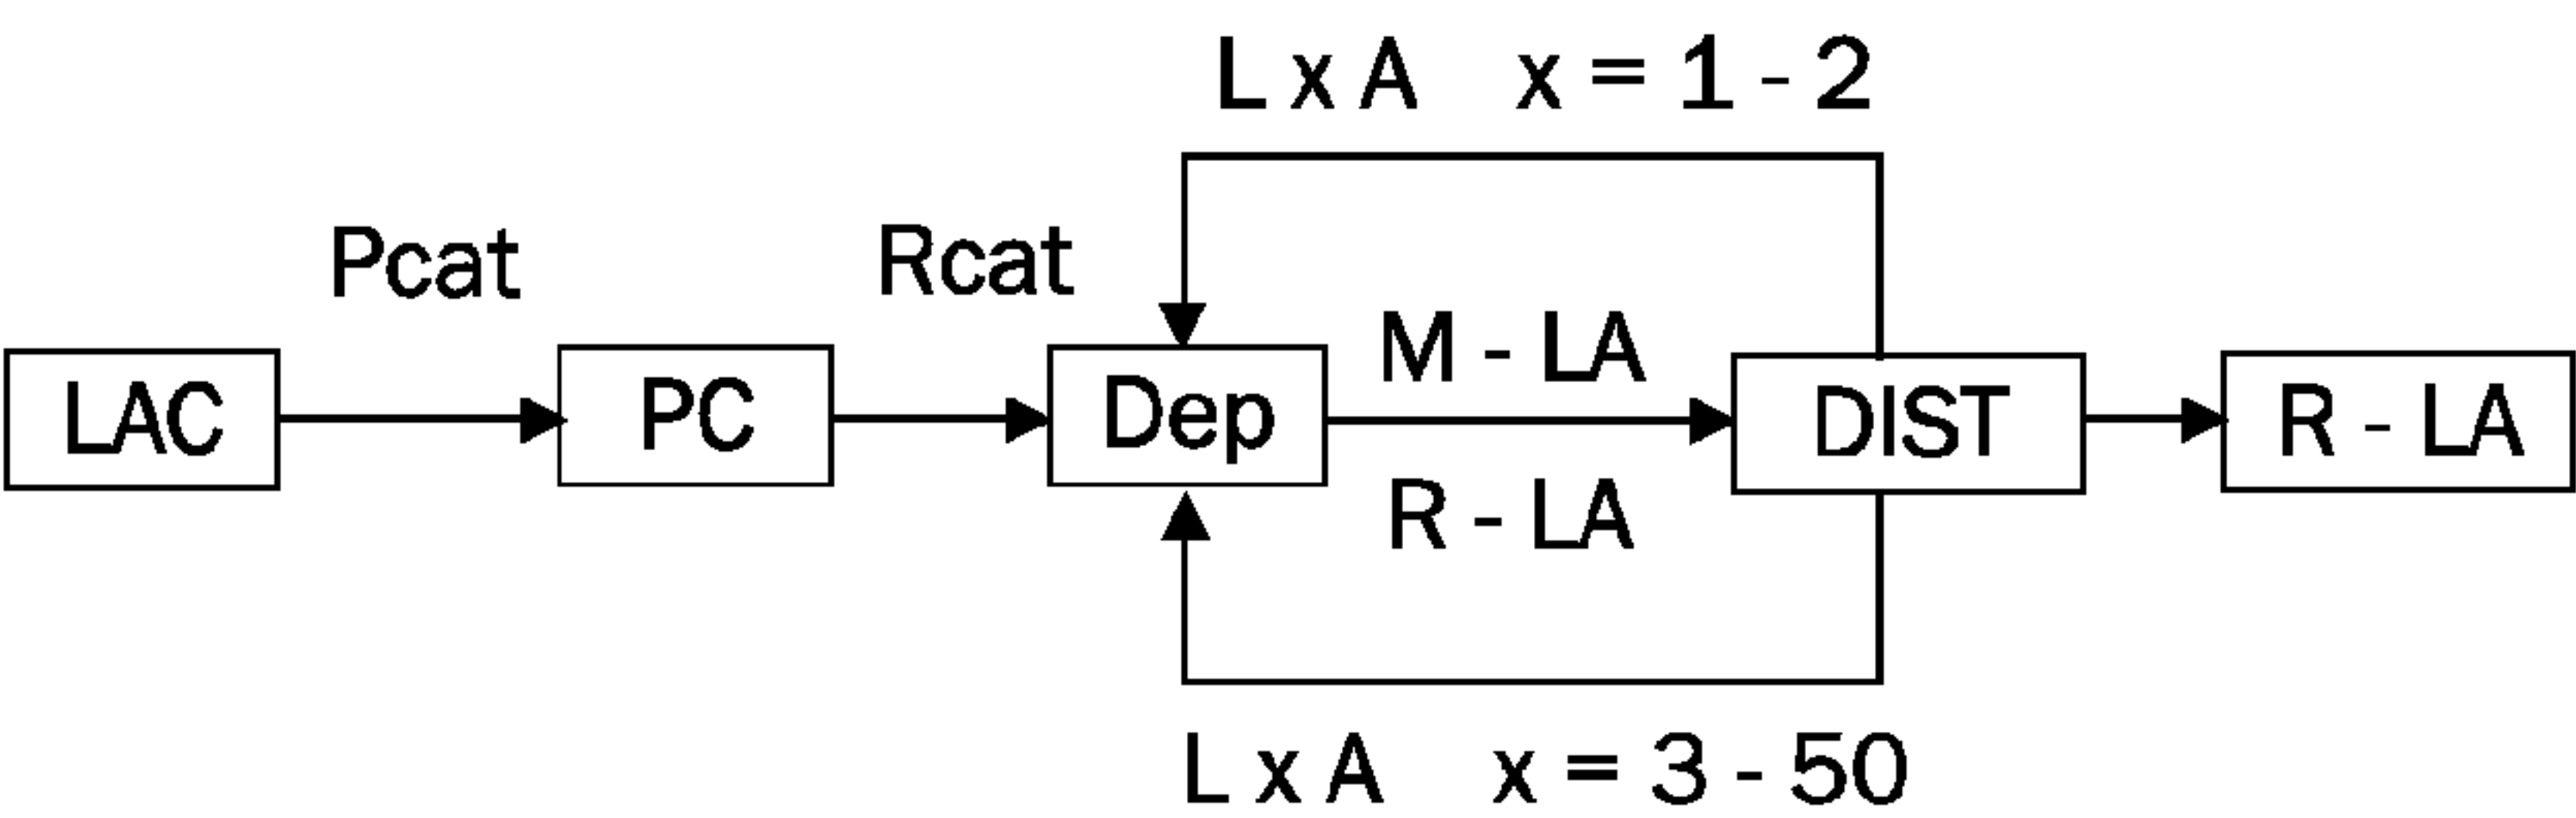 L x A x = 1 - 2
Pcat
Rcat
M - LA
LAC
PC
Dep
DIST
R - LA
R - LA
L x A x = 3 - 50